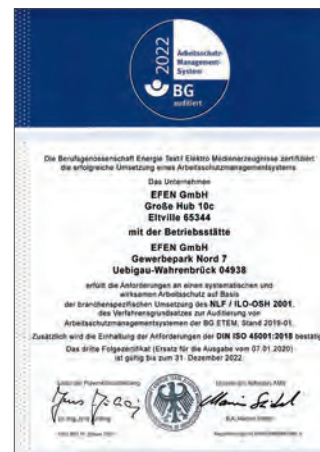 2022
Arbeitsschutz-
Management-
System
BG
auditiert
Die Berufsgenossenschaft Energie Textil Elektro Medienerzeugnisse zertifiziert
die erfolgreiche Umsetzung eines Arbeitsschutzmanagementsystems
Das Unternehmen
EFEN GmbH
Große Hub 10c
Eltville 65344
mit der Betriebsstätte
EFEN GmbH
Gewerbepark Nord 7
Uebigau-Wahrenbrück 04938
erfüllt die Anforderungen an einen systematischen und
wirksamen Arbeitsschutz auf Basis
der branchenspezifischen Umsetzung des NLF / ILO-OSH 2001,
des Verfahrensgrundsatzes zur Auditierung von
Arbeitsschutzmanagementsystemen der BG ETEM, Stand 2019-01.
Zusätzlich wird die Einhaltung der Anforderungen der DIN ISO 45001:2018 bestätig
Das dritte Folgezertifikat (Ersatz für die Ausgabe vom 07.01.2020)
ist gültig bis zum 31. Dezember 2022.